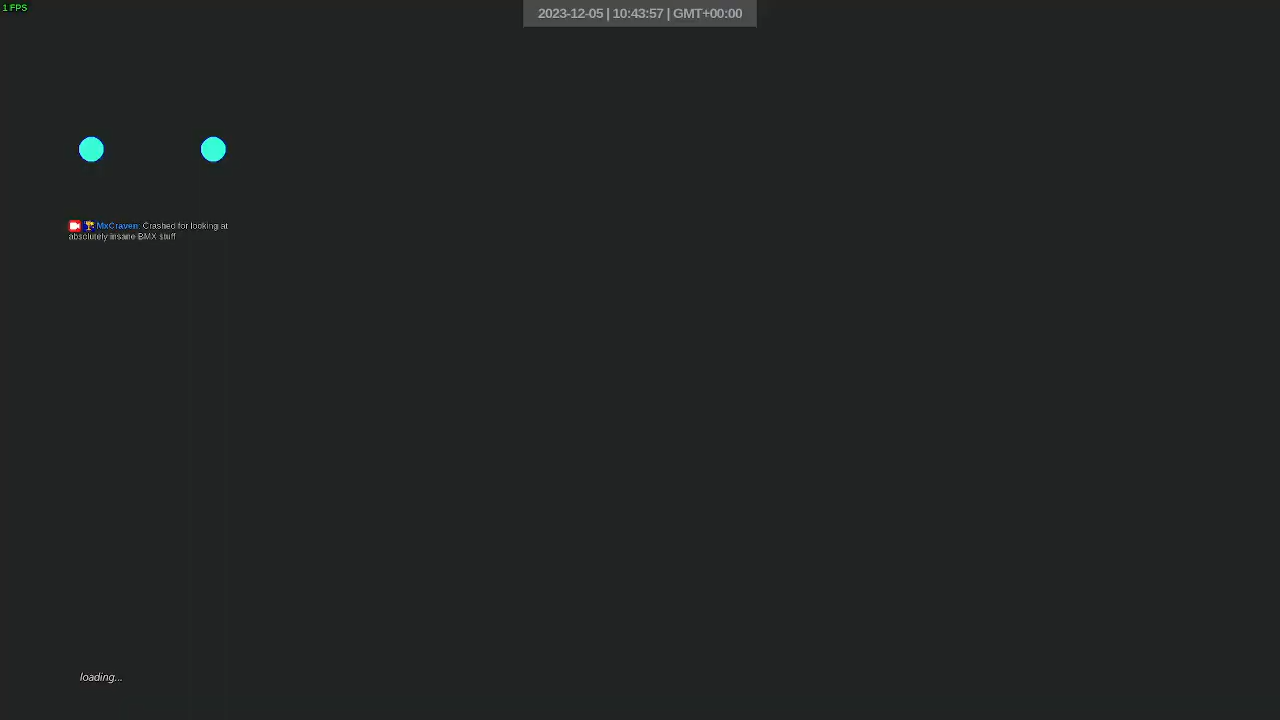 1 FPS
2023-12-05 | 10:43:57 | GMT+00:00
MxCraven: Crashed for looking at
absolutely insane BMX stuff
loading...